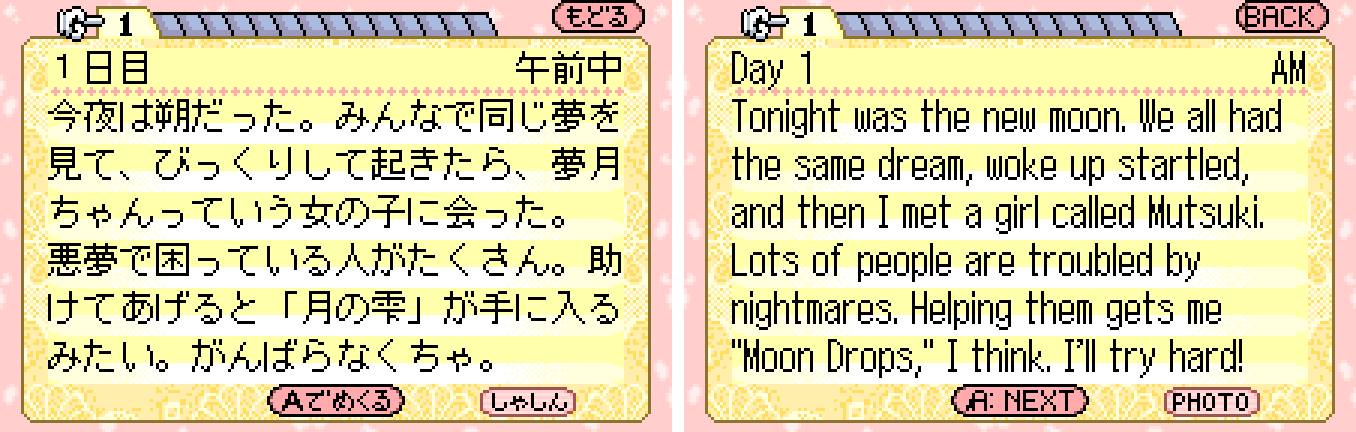 1
もどる
1日目
午前中
今夜は朔だった。みんなで同じ夢を
見て、びっくりして起きたら、夢月
ちゃんっていう女の子に会った。
悪夢で困っている人がたくさん。助
けてあげると「月の雫」が手に入る
みたい。がんばらなくちゃ。
Aでめくる
しゃしん
1
BACK
Day 1
AM
Tonight was the new moon. We all had
the same dream, woke up startled,
and then I met a girl called Mutsuki.
Lots of people are troubled by
nightmares. Helping them gets me
"Moon Drops," I think. I'll try hard!
A: NEXT
PHOTO